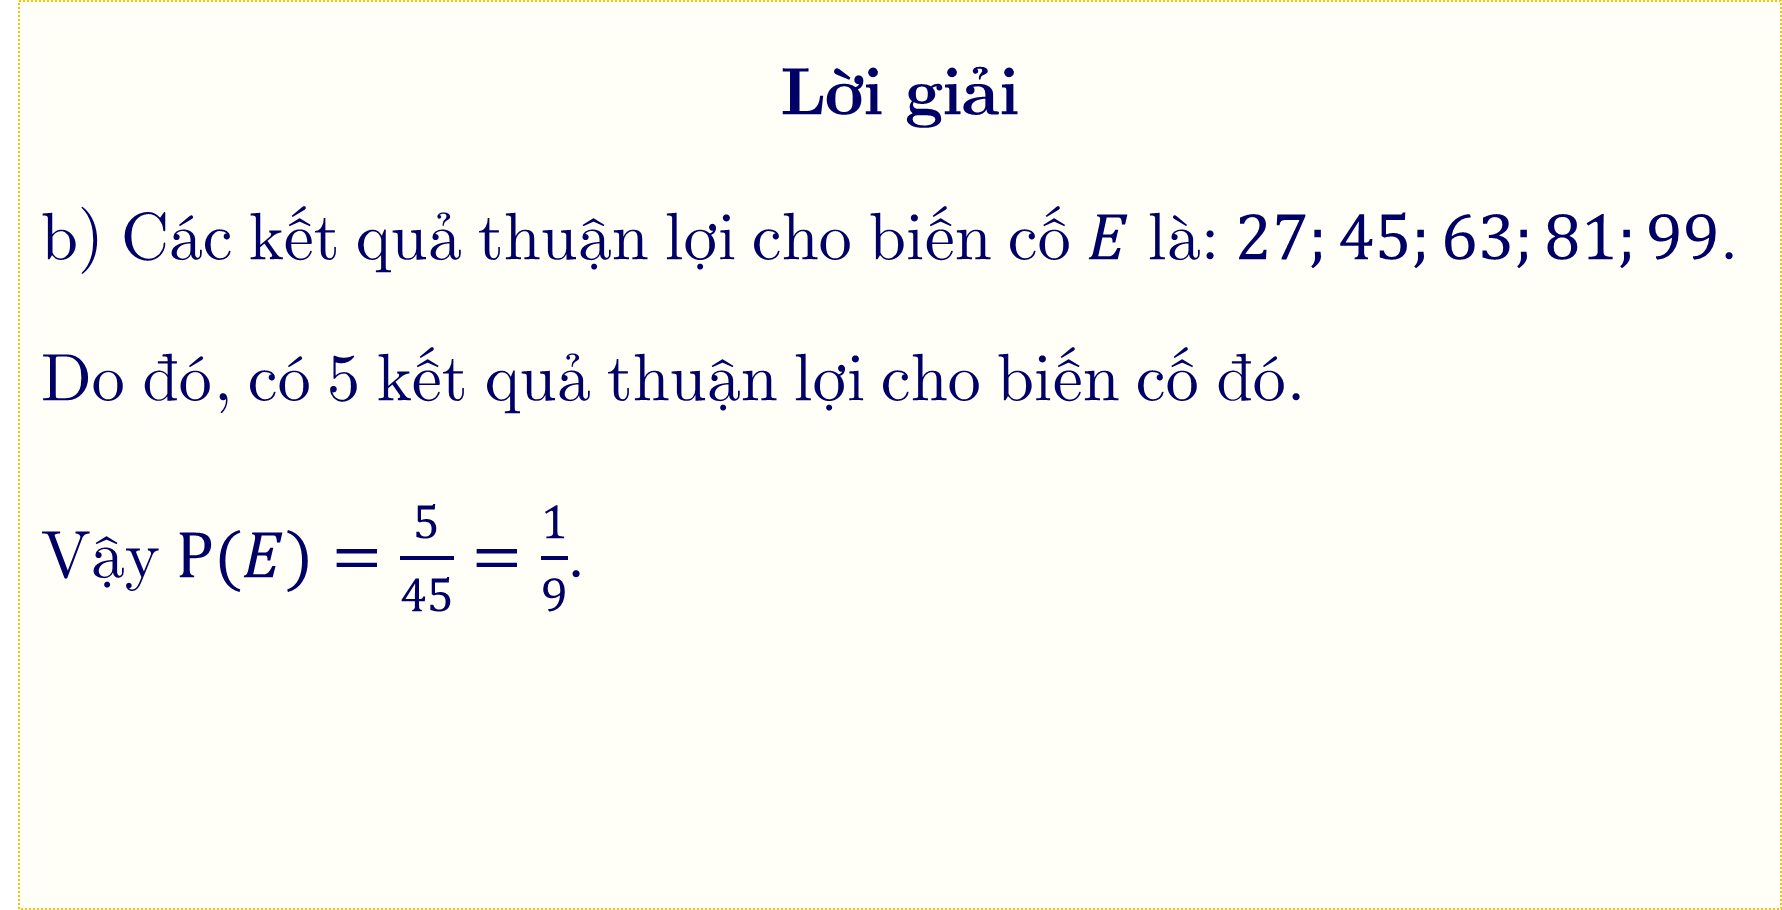 Lời giải
b) Các kết quả thuận lợi cho biến cố E là: 27; 45; 63; 81; 99.
Do đó, có 5 kết quả thuận lợi cho biến cố đó.
Vậy P(E) = 5/45 = 1/9.